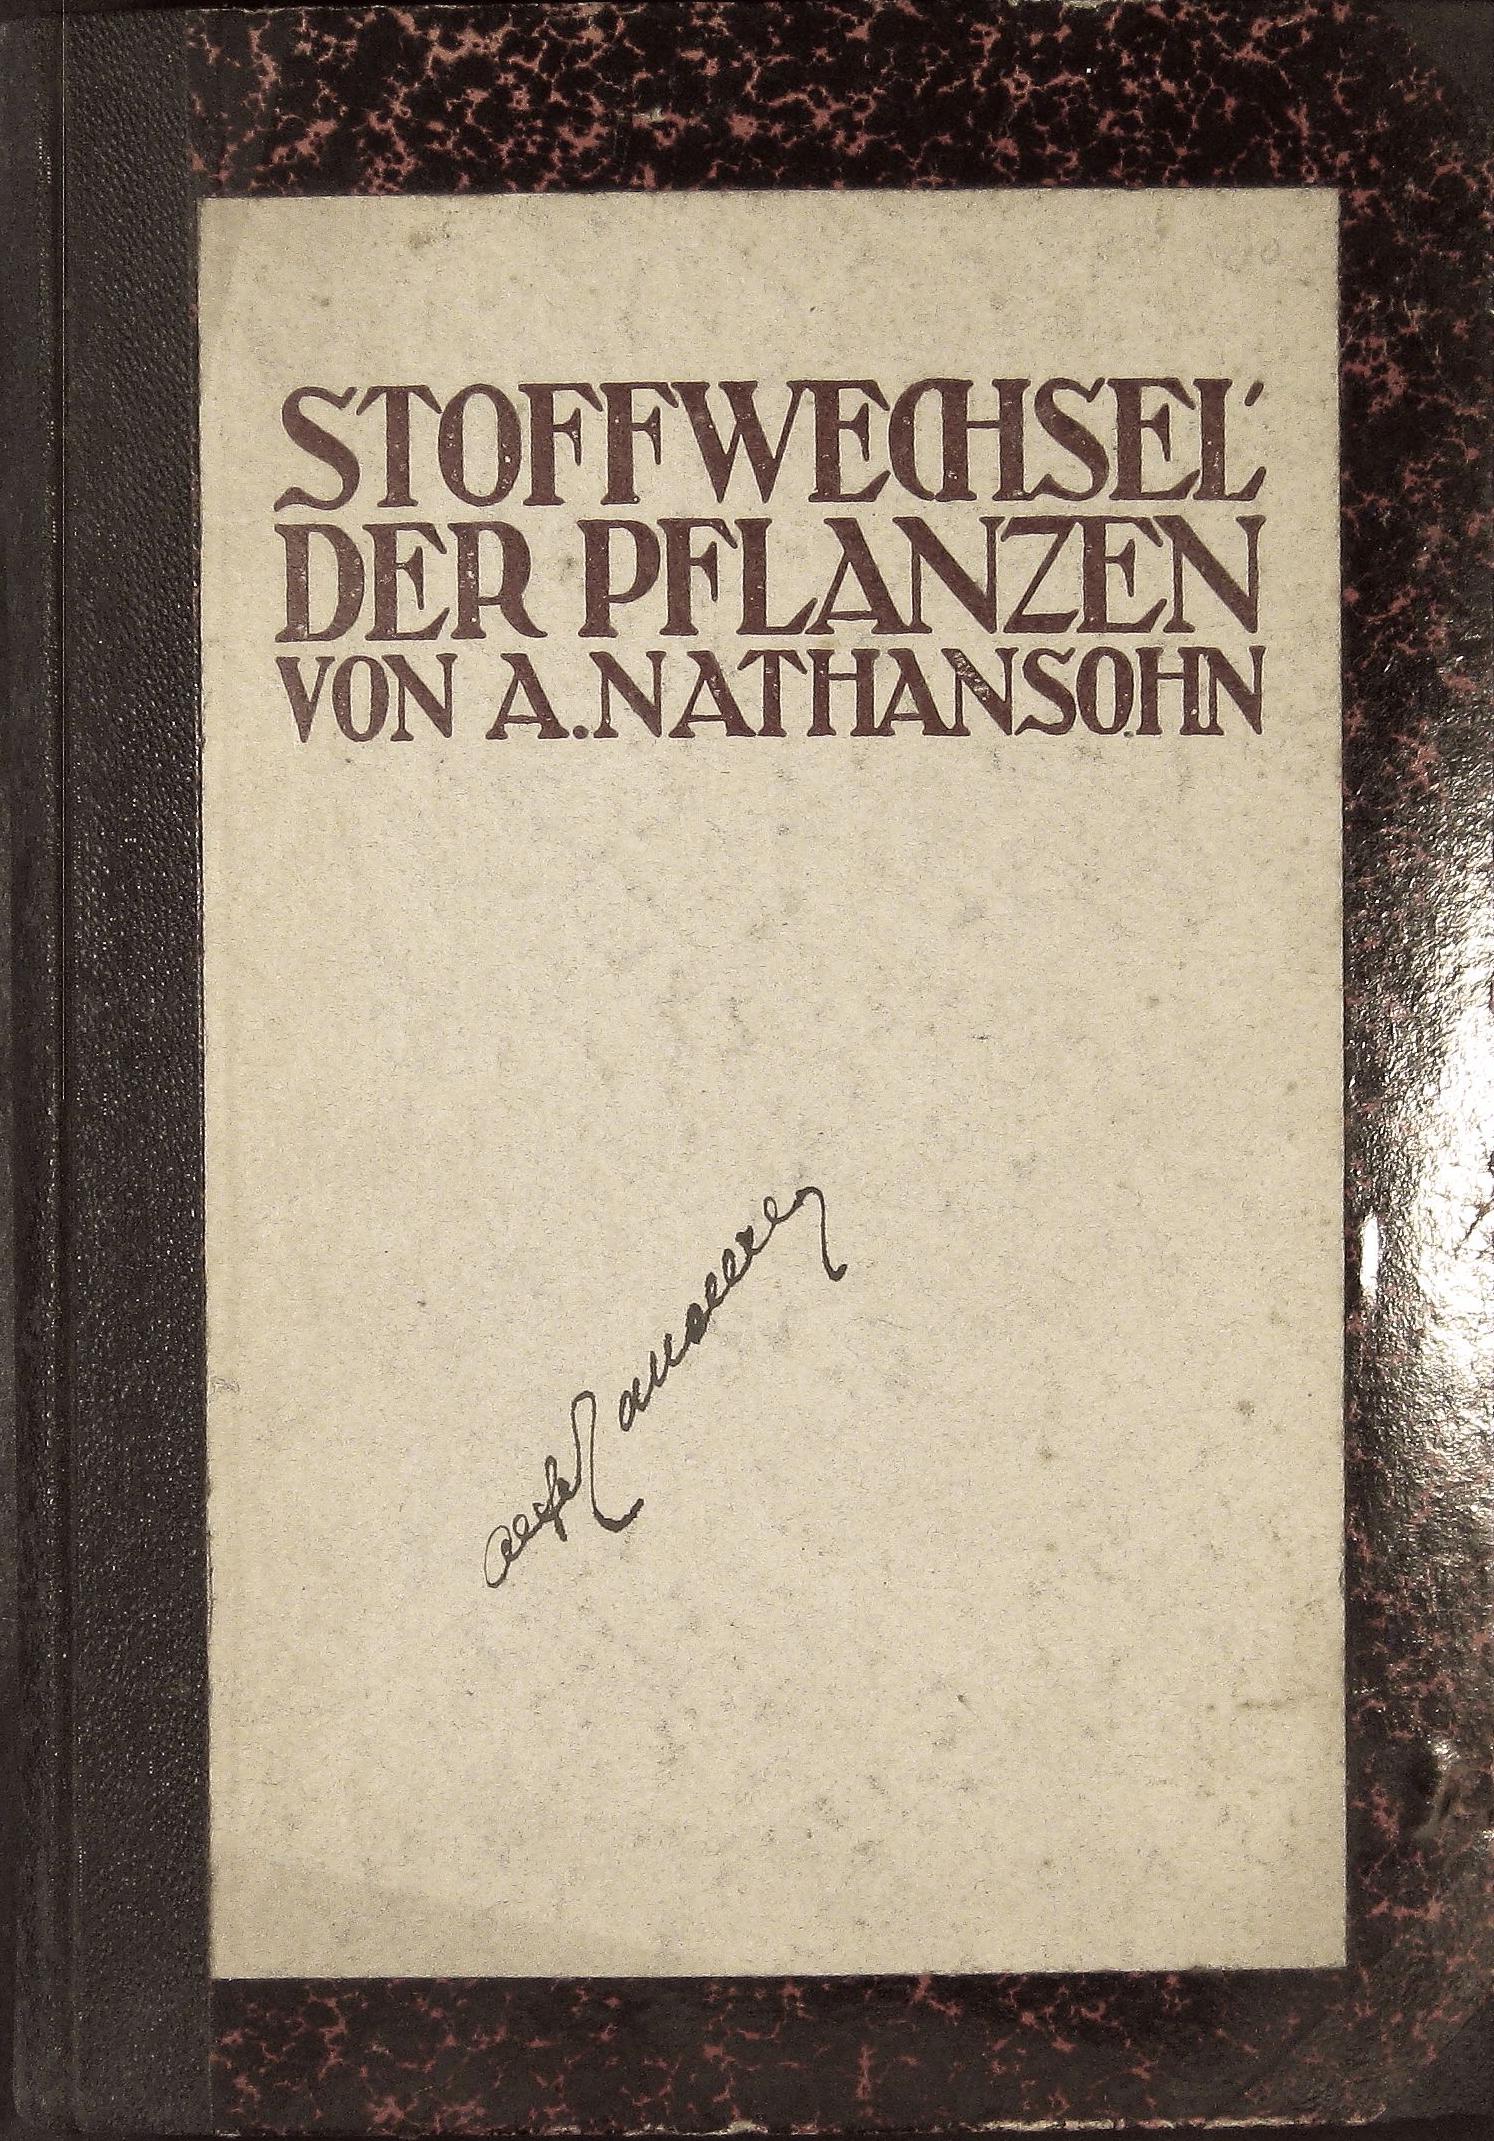 STOFFWECHSEL
DER PFLANZEN
VON A. NATHANSOHN